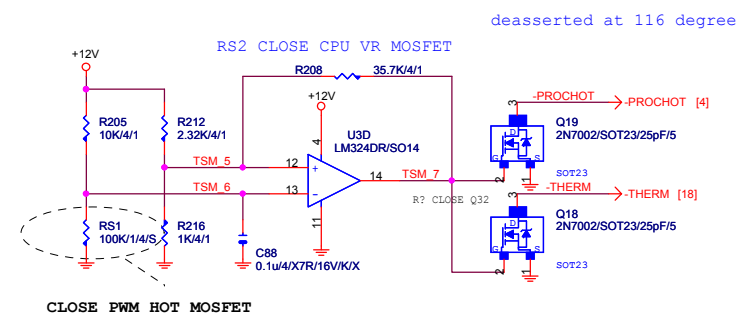 deasserted at 116 degree
RS2 CLOSE CPU VR MOSFET
+12V
R208
35.7K/4/1
+12V
R205
10K/4/1
R212
2.32K/4/1
TSM_5
TSM_6
12
13
+
-
4
11
U3D
LM324DR/SO14
14
TSM_7
R? CLOSE Q32
RS1
100K/1/4/S
R216
1K/4/1
C88
0.1u/4/X7R/16V/K/X
3
-PROCHOT
-PROCHOT [4]
D
G
S
2
1
Q19
2N7002/SOT23/25pF/5
SOT23
3
-THERM
-THERM [18]
D
G
S
2
1
Q18
2N7002/SOT23/25pF/5
SOT23
CLOSE PWM HOT MOSFET